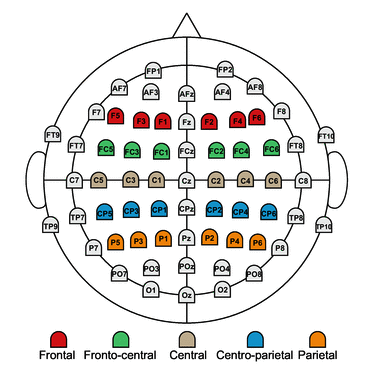 FP1 FP2
AF7 AF3 AFz AF4 AF8
F7 F5 F3 F1 Fz F2 F4 F6 F8
FT9 FT7 FC5 FC3 FC1 FCz FC2 FC4 FC6 FT8 FT10
C7 C5 C3 C1 Cz C2 C4 C6 C8
TP9 TP7 CP5 CP3 CP1 CPz CP2 CP4 CP6 TP8 TP10
P7 P5 P3 P1 Pz P2 P4 P6 P8
PO7 PO3 POz PO4 PO8
O1 Oz O2
Frontal Fronto-central Central Centro-parietal Parietal